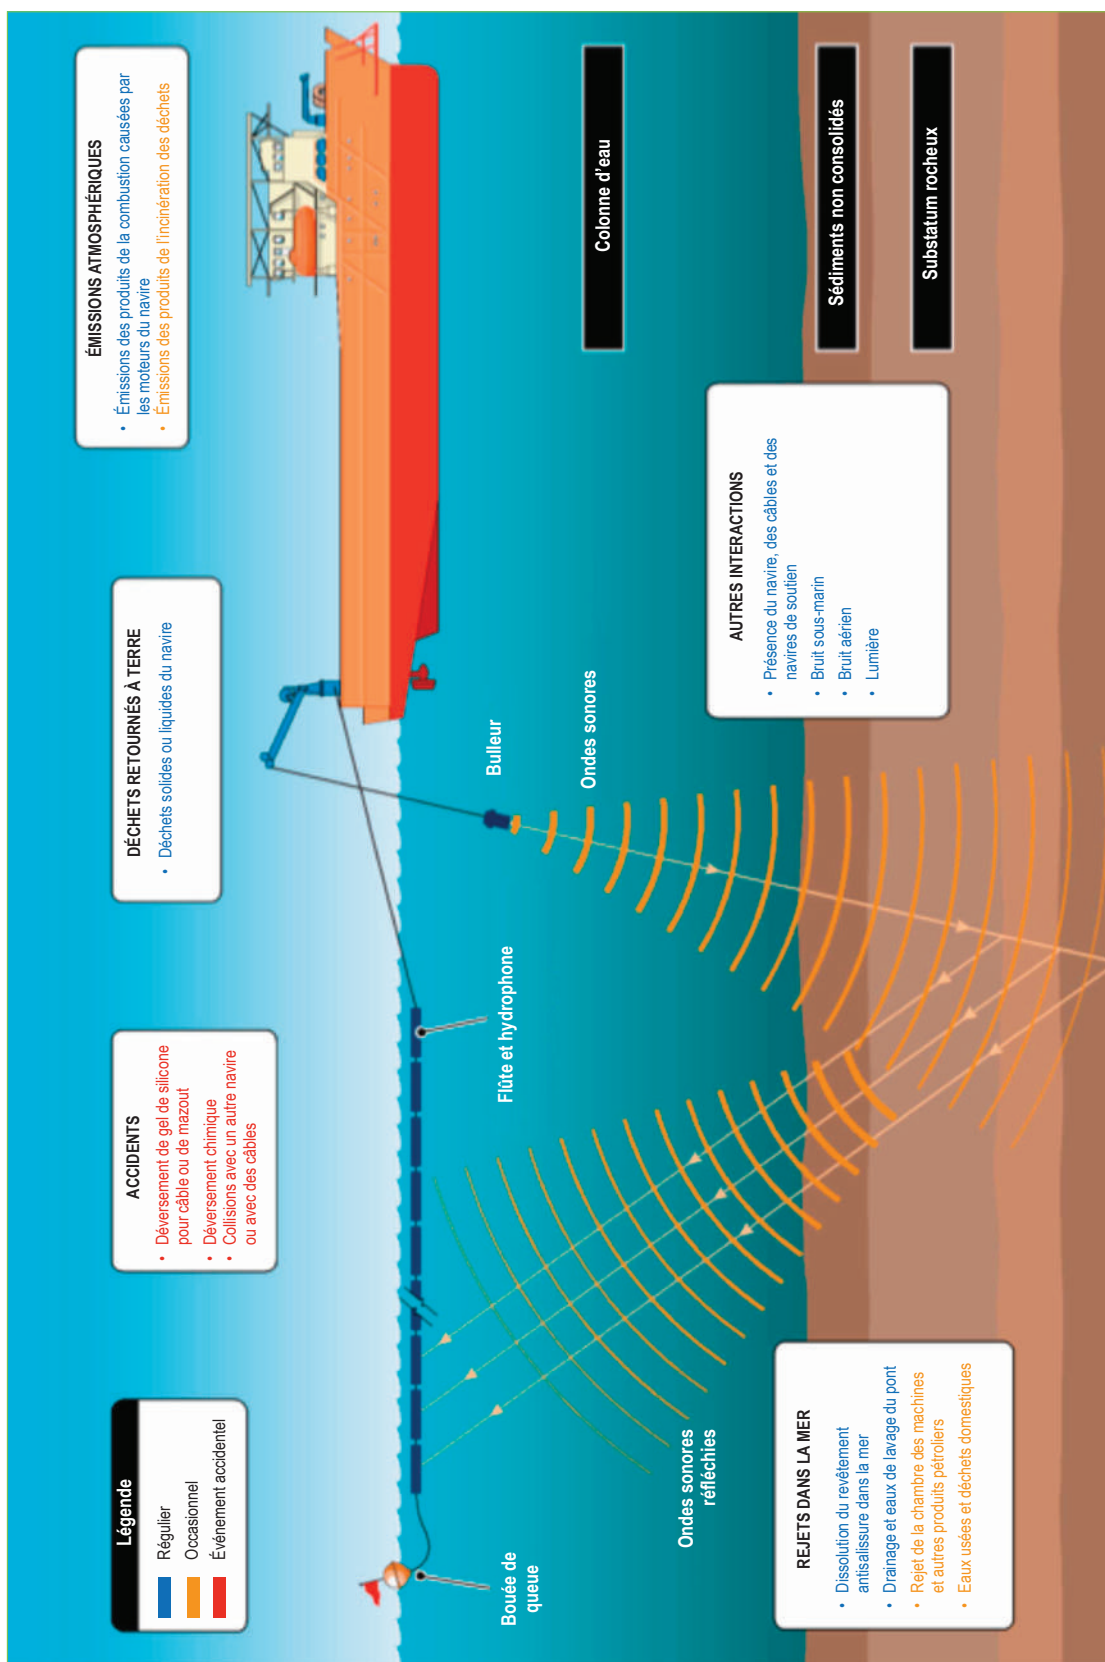 Légende
Régulier
Occasionnel
Événement accidentel
ACCIDENTS
• Déversement de gel de silicone
pour câble ou de mazout
• Déversement chimique
• Collisions avec un autre navire
ou avec des câbles
DÉCHETS RETOURNÉS À TERRE
• Déchets solides ou liquides du navire
ÉMISSIONS ATMOSPHÉRIQUES
• Émissions des produits de la combustion causées par
les moteurs du navire
• Émissions des produits de l'incinération des déchets
Bouée de
queue
Flûte et hydrophone
Bulleur
Ondes sonores
Colonne d'eau
Ondes sonores
réfléchies
Sédiments non consolidés
Substatum rocheux
REJETS DANS LA MER
• Dissolution du revêtement
antisalissure dans la mer
• Drainage et eaux de lavage du pont
• Rejet de la chambre des machines
et autres produits pétroliers
• Eaux usées et déchets domestiques
AUTRES INTERACTIONS
• Présence du navire, des câbles et des
navires de soutien
• Bruit sous-marin
• Bruit aérien
• Lumière